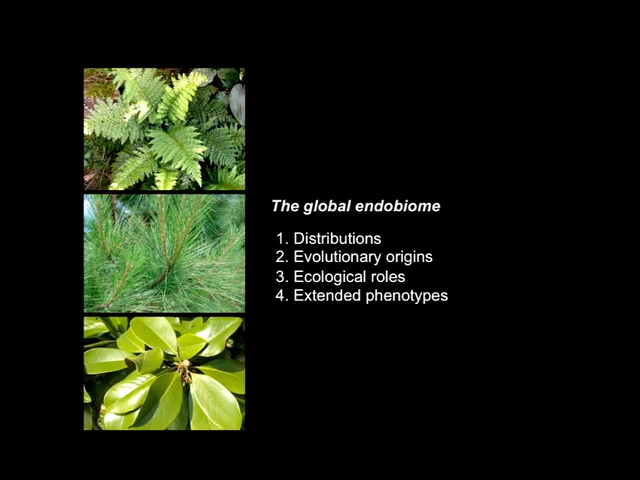 The global endobiome
1. Distributions
2. Evolutionary origins
3. Ecological roles
4. Extended phenotypes